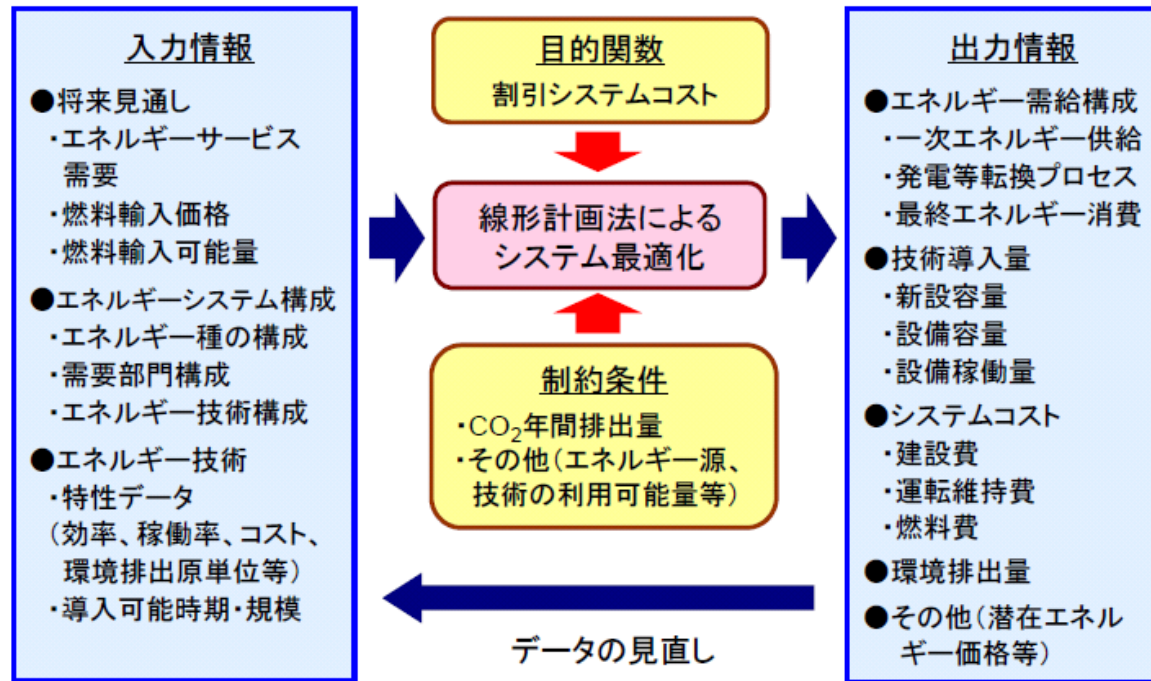 入力情報
●将来見通し
・エネルギーサービス
需要
・燃料輸入価格
・燃料輸入可能量
●エネルギーシステム構成
・エネルギー種の構成
・需要部門構成
・エネルギー技術構成
●エネルギー技術
・特性データ
（効率、稼働率、コスト、
環境排出原単位等）
・導入可能時期・規模
目的関数
割引システムコスト
線形計画法による
システム最適化
制約条件
・CO₂年間排出量
・その他（エネルギー源、
技術の利用可能量等）
データの見直し
出力情報
●エネルギー需給構成
・一次エネルギー供給
・発電等転換プロセス
・最終エネルギー消費
●技術導入量
・新設容量
・設備容量
・設備稼働量
●システムコスト
・建設費
・運転維持費
・燃料費
●環境排出量
●その他（潜在エネル
ギー価格等）